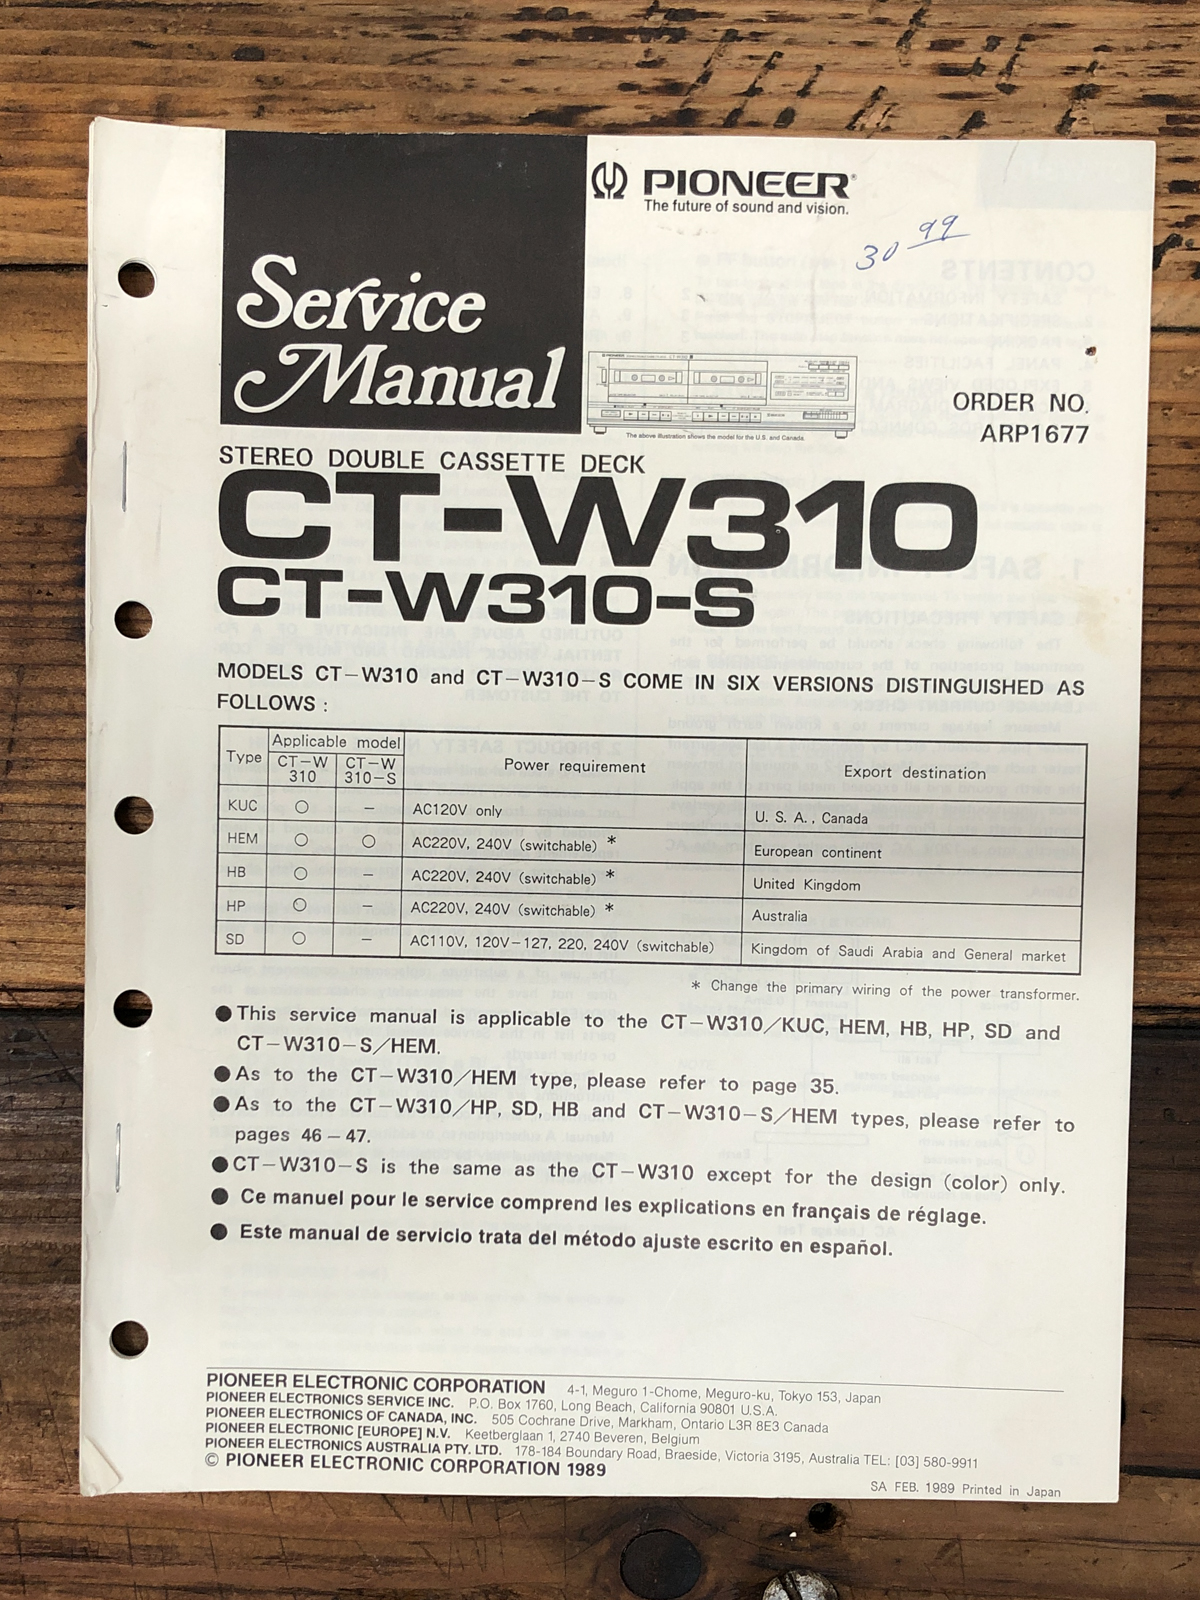 PIONEER®
The future of sound and vision.
30 99
Service
Manual
The above illustration shows the model for the U.S. and Canada.
ORDER NO.
ARP1677
STEREO DOUBLE CASSETTE DECK
CT-W310
CT-W310-S
MODELS CT-W310 and CT-W310-S COME IN SIX VERSIONS DISTINGUISHED AS
FOLLOWS :
Type | Applicable model | Power requirement | Export destination
CT-W 310 | CT-W 310-S
KUC | ○ | – | AC120V only | U. S. A., Canada
HEM | ○ | ○ | AC220V, 240V (switchable) * | European continent
HB | ○ | – | AC220V, 240V (switchable) * | United Kingdom
HP | ○ | – | AC220V, 240V (switchable) * | Australia
SD | ○ | – | AC110V, 120V-127, 220, 240V (switchable) | Kingdom of Saudi Arabia and General market
* Change the primary wiring of the power transformer.
● This service manual is applicable to the CT-W310/KUC, HEM, HB, HP, SD and
CT-W310-S/HEM.
● As to the CT-W310/HEM type, please refer to page 35.
● As to the CT-W310/HP, SD, HB and CT-W310-S/HEM types, please refer to
pages 46-47.
● CT-W310-S is the same as the CT-W310 except for the design (color) only.
● Ce manuel pour le service comprend les explications en français de réglage.
● Este manual de servicio trata del método ajuste escrito en español.
PIONEER ELECTRONIC CORPORATION 4-1, Meguro 1-Chome, Meguro-ku, Tokyo 153, Japan
PIONEER ELECTRONICS SERVICE INC. P.O. Box 1760, Long Beach, California 90801 U.S.A.
PIONEER ELECTRONICS OF CANADA, INC. 505 Cochrane Drive, Markham, Ontario L3R 8E3 Canada
PIONEER ELECTRONIC [EUROPE] N.V. Keetberglaan 1, 2740 Beveren, Belgium
PIONEER ELECTRONICS AUSTRALIA PTY. LTD. 178-184 Boundary Road, Braeside, Victoria 3195, Australia TEL: [03] 580-9911
© PIONEER ELECTRONIC CORPORATION 1989
SA FEB. 1989 Printed in Japan